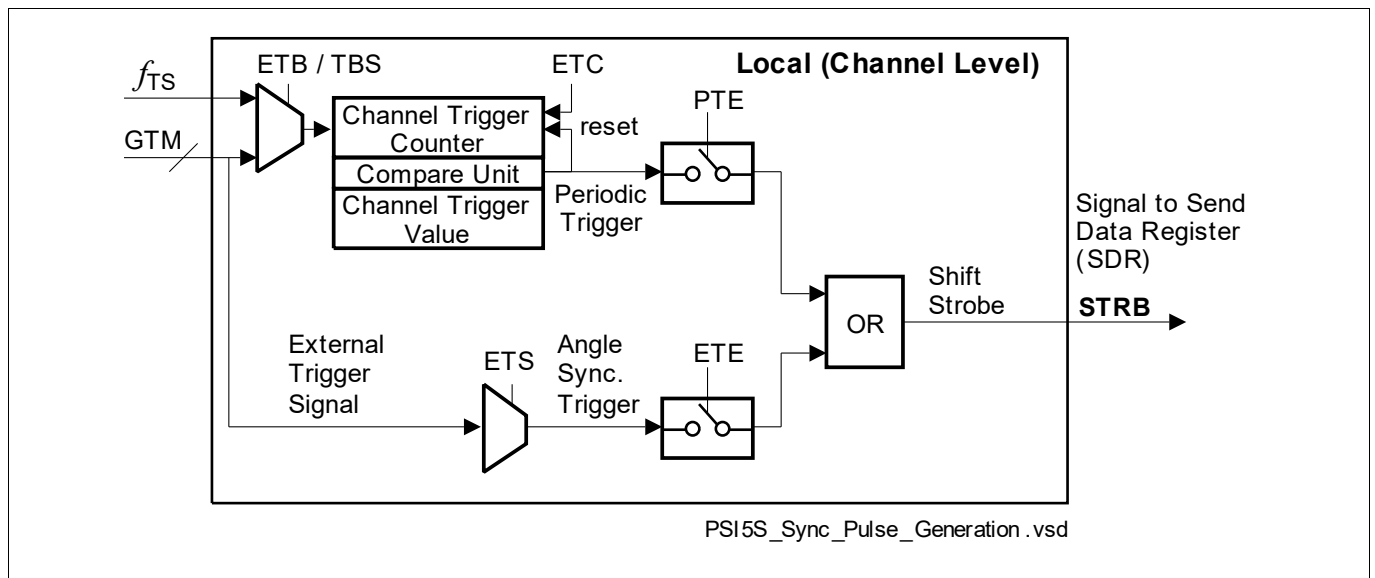 Local (Channel Level)
ETB / TBS
ETC
fTS
PTE
Channel Trigger
Counter
reset
GTM
Compare Unit
Periodic
Trigger
Channel Trigger
Value
Signal to Send
Data Register
(SDR)
Shift
Strobe
STRB
OR
External
Trigger
Signal
ETS
Angle
Sync.
Trigger
ETE
PSI5S_Sync_Pulse_Generation.vsd